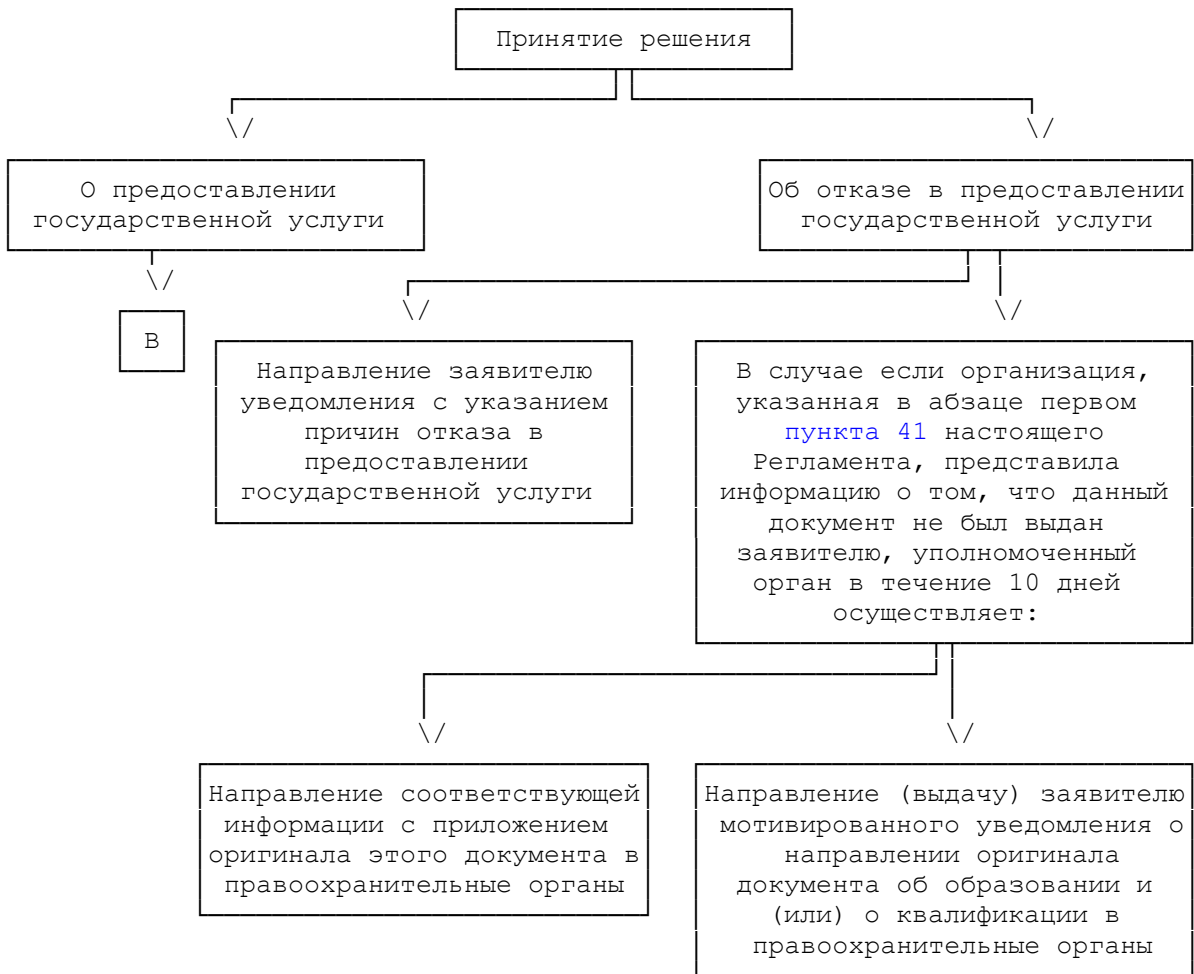 Принятие решения
\/
\/
О предоставлении
государственной услуги
Об отказе в предоставлении
государственной услуги
\/
\/
\/
В
Направление заявителю
уведомления с указанием
причин отказа в
предоставлении
государственной услуги
В случае если организация,
указанная в абзаце первом
пункта 41 настоящего
Регламента, представила
информацию о том, что данный
документ не был выдан
заявителю, уполномоченный
орган в течение 10 дней
осуществляет:
\/
\/
Направление соответствующей
информации с приложением
оригинала этого документа в
правоохранительные органы
Направление (выдачу) заявителю
мотивированного уведомления о
направлении оригинала
документа об образовании и
(или) о квалификации в
правоохранительные органы